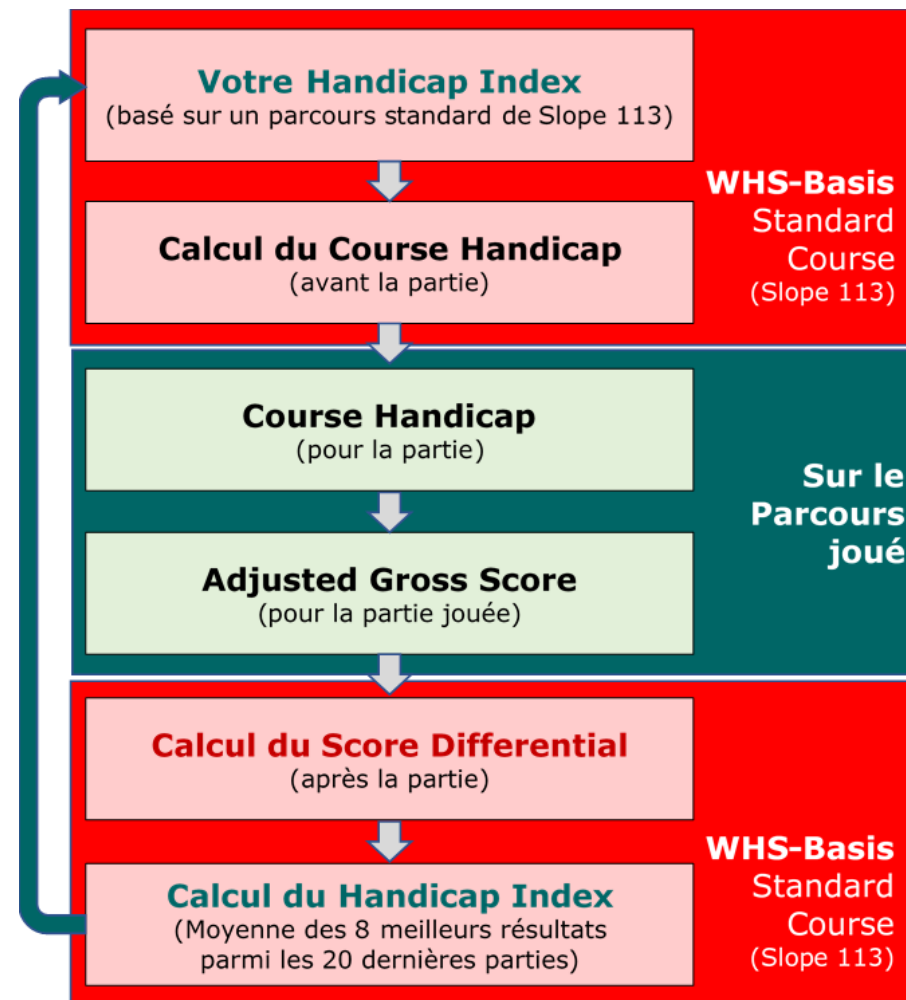 Votre Handicap Index
(basé sur un parcours standard de Slope 113)
Calcul du Course Handicap
(avant la partie)
WHS-Basis
Standard
Course
(Slope 113)
Course Handicap
(pour la partie)
Adjusted Gross Score
(pour la partie jouée)
Sur le
Parcours
joué
Calcul du Score Differential
(après la partie)
Calcul du Handicap Index
(Moyenne des 8 meilleurs résultats
parmi les 20 dernières parties)
WHS-Basis
Standard
Course
(Slope 113)